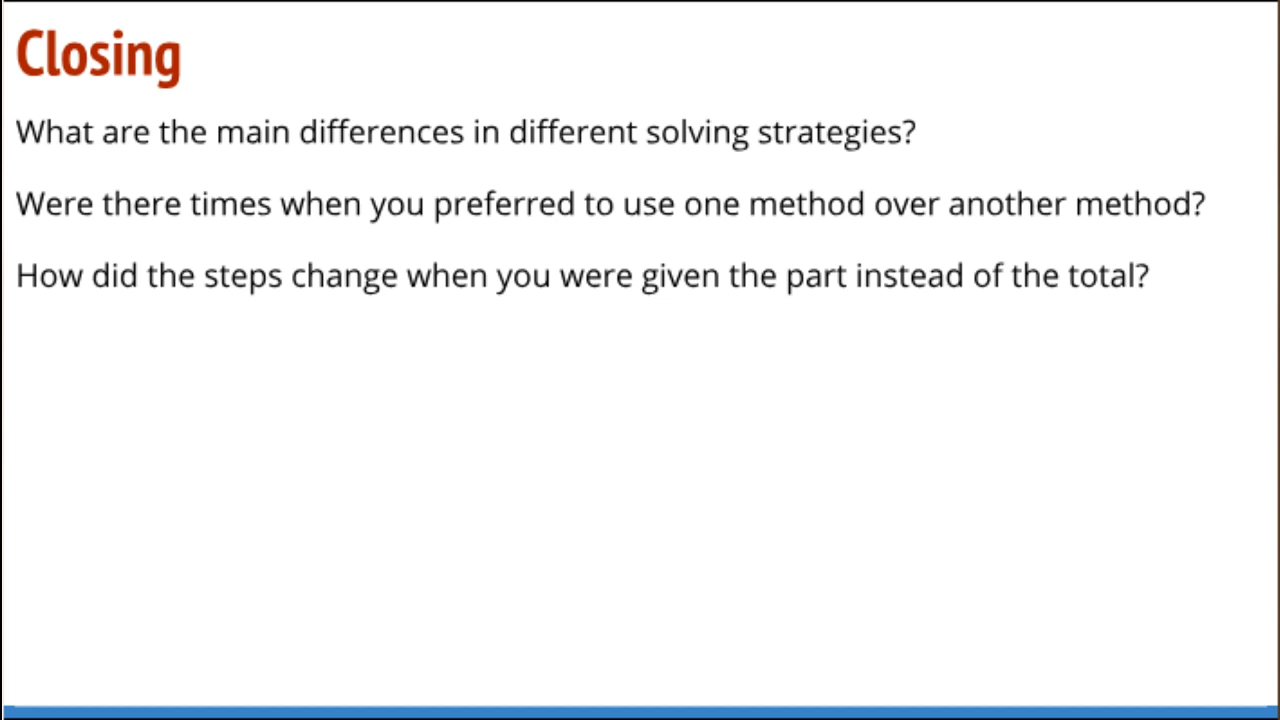 Closing
What are the main differences in different solving strategies?
Were there times when you preferred to use one method over another method?
How did the steps change when you were given the part instead of the total?